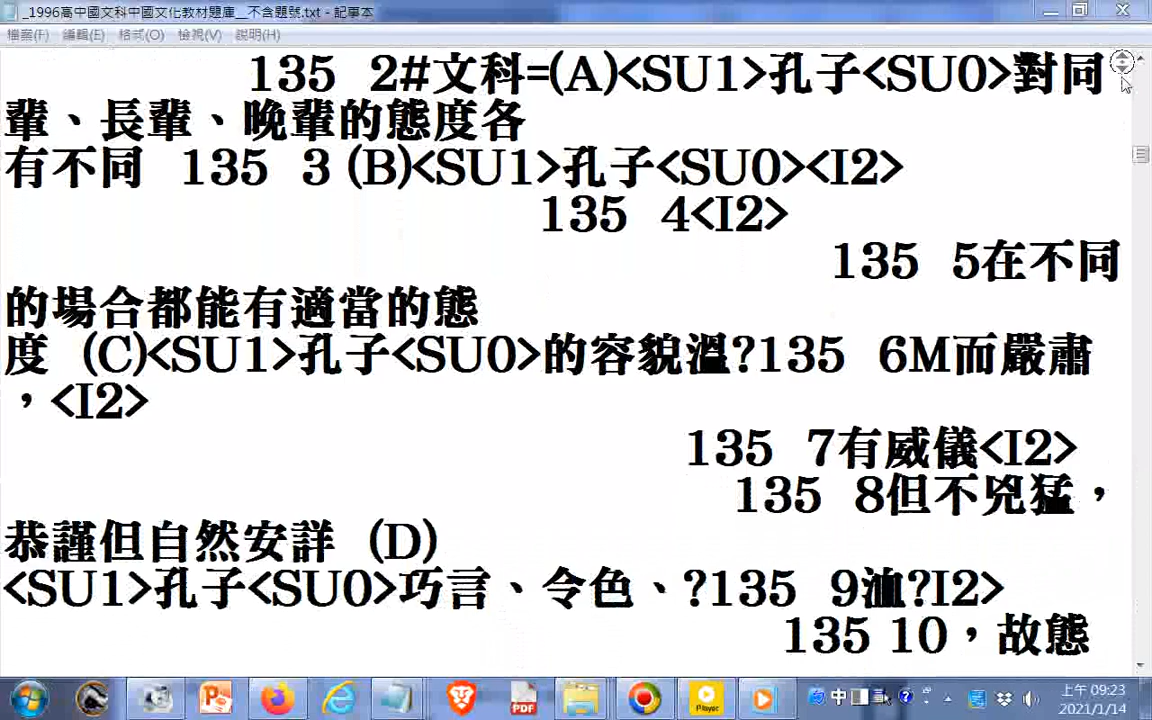 _1996高中國文科中國文化教材題庫__不含題號.txt - 記事本
檔案(F) 編輯(E) 格式(O) 檢視(V) 說明(H)
135 2#文科=(A)<SU1>孔子<SU0>對同
輩、長輩、晚輩的態度各
有不同 135 3 (B)<SU1>孔子<SU0><I2>
135 4<I2>
135 5在不同
的場合都能有適當的態
度 (C)<SU1>孔子<SU0>的容貌溫?135 6M而嚴肅
，<I2>
135 7有威儀<I2>
135 8但不兇猛，
恭謹但自然安詳 (D)
<SU1>孔子<SU0>巧言、令色、?135 9洫?I2>
135 10，故態
PDF
Player
中
上午 09:23
2021/1/14